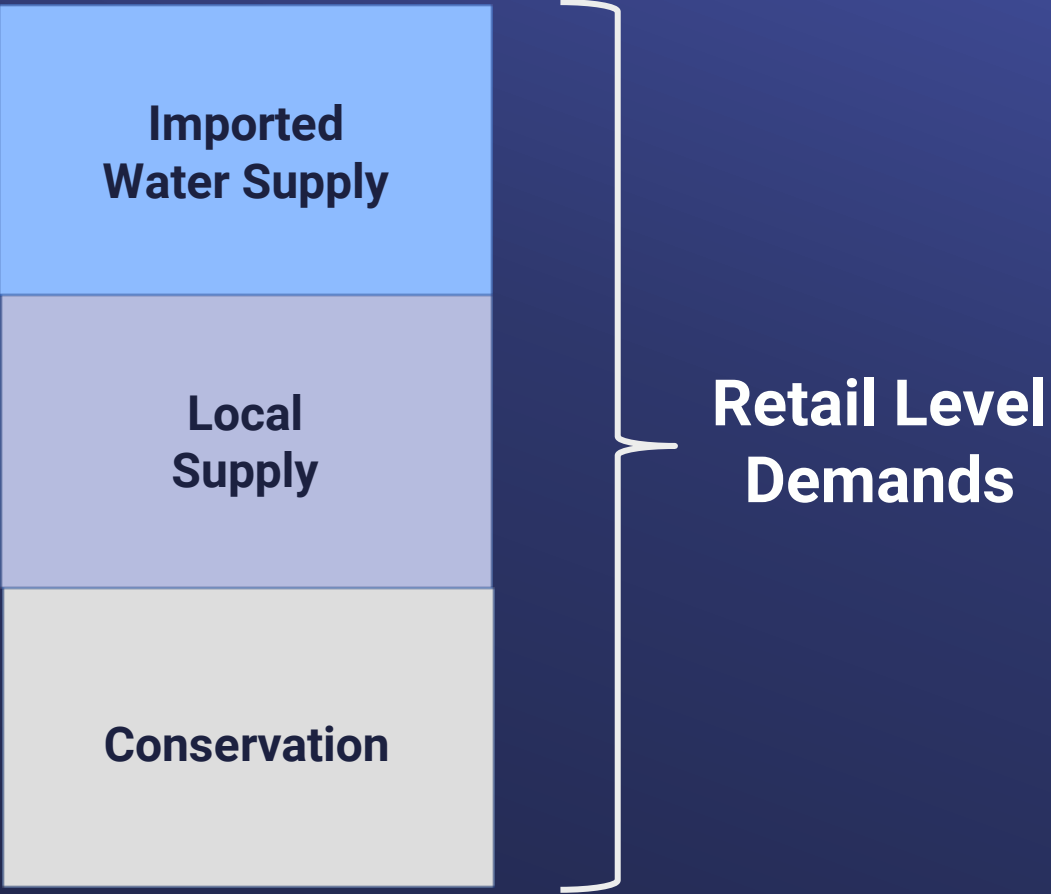 Imported
Water Supply
Local
Supply
Retail Level
Demands
Conservation